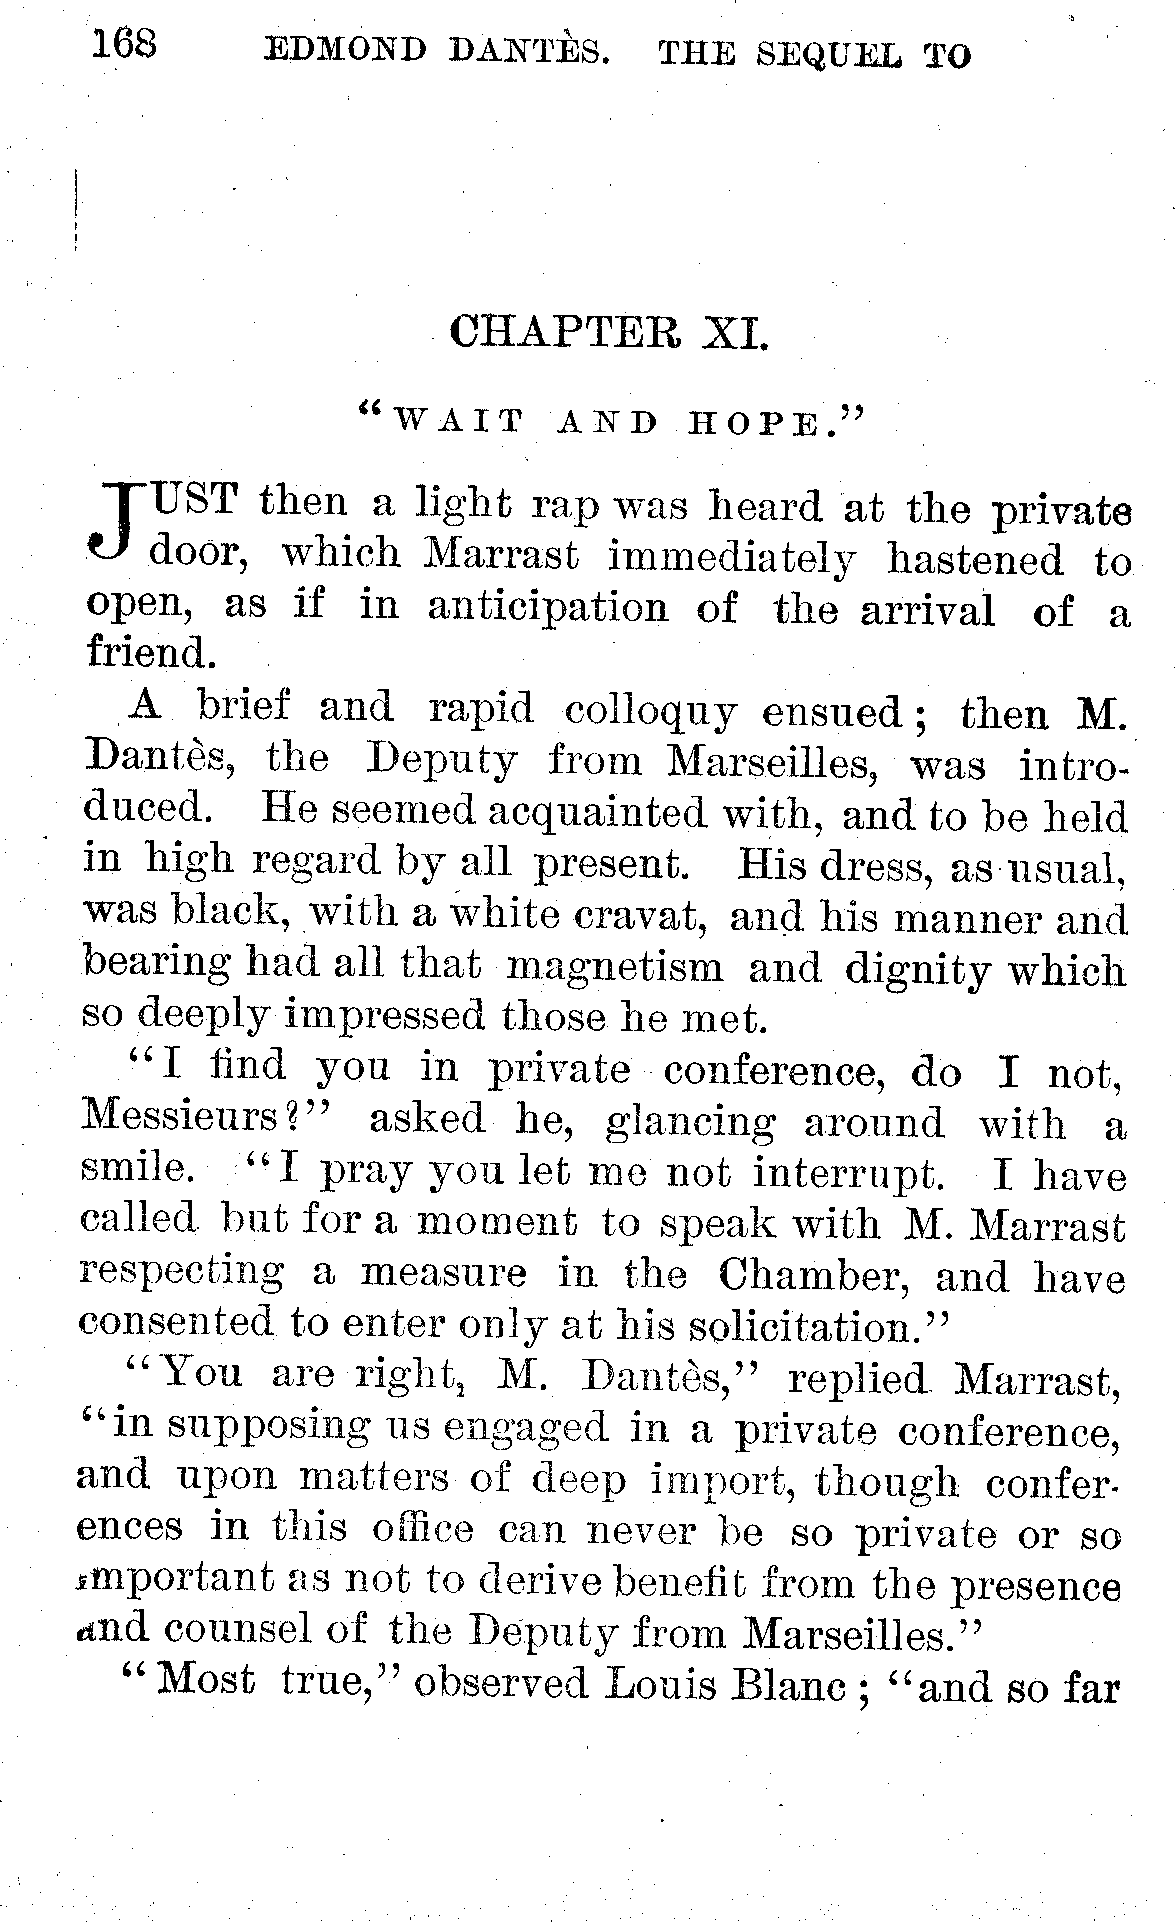 168 EDMOND DANTÈS. THE SEQUEL TO
CHAPTER XI.
"WAIT AND HOPE."
JUST then a light rap was heard at the private
door, which Marrast immediately hastened to
open, as if in anticipation of the arrival of a
friend.
A brief and rapid colloquy ensued; then M.
Dantès, the Deputy from Marseilles, was intro-
duced. He seemed acquainted with, and to be held
in high regard by all present. His dress, as usual,
was black, with a white cravat, and his manner and
bearing had all that magnetism and dignity which
so deeply impressed those he met.
"I find you in private conference, do I not,
Messieurs?" asked he, glancing around with a
smile. "I pray you let me not interrupt. I have
called but for a moment to speak with M. Marrast
respecting a measure in the Chamber, and have
consented to enter only at his solicitation."
"You are right, M. Dantès," replied Marrast,
"in supposing us engaged in a private conference,
and upon matters of deep import, though confer-
ences in this office can never be so private or so
important as not to derive benefit from the presence
and counsel of the Deputy from Marseilles."
"Most true," observed Louis Blanc; "and so far